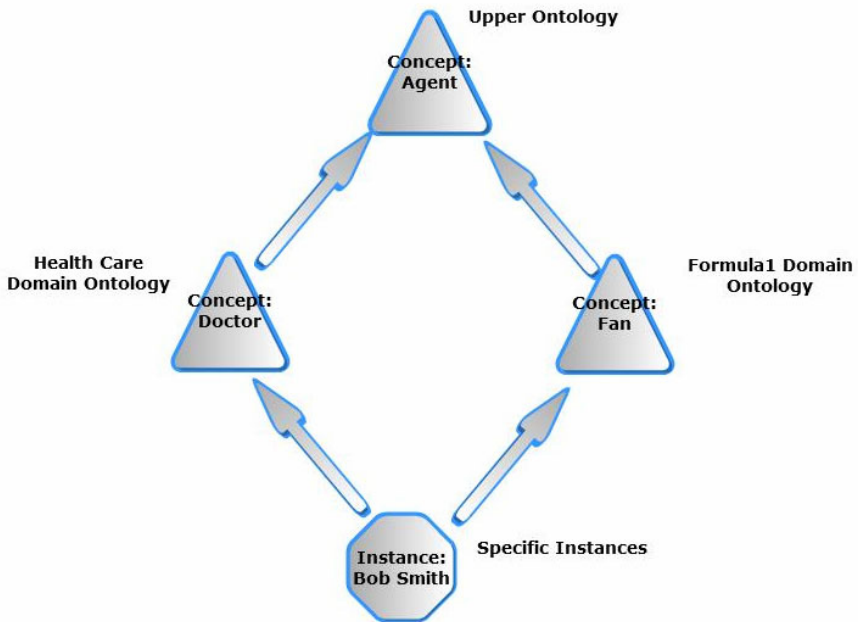 Upper Ontology
Concept:
Agent
Health Care
Domain Ontology
Concept:
Doctor
Concept:
Fan
Formula1 Domain
Ontology
Instance:
Bob Smith
Specific Instances